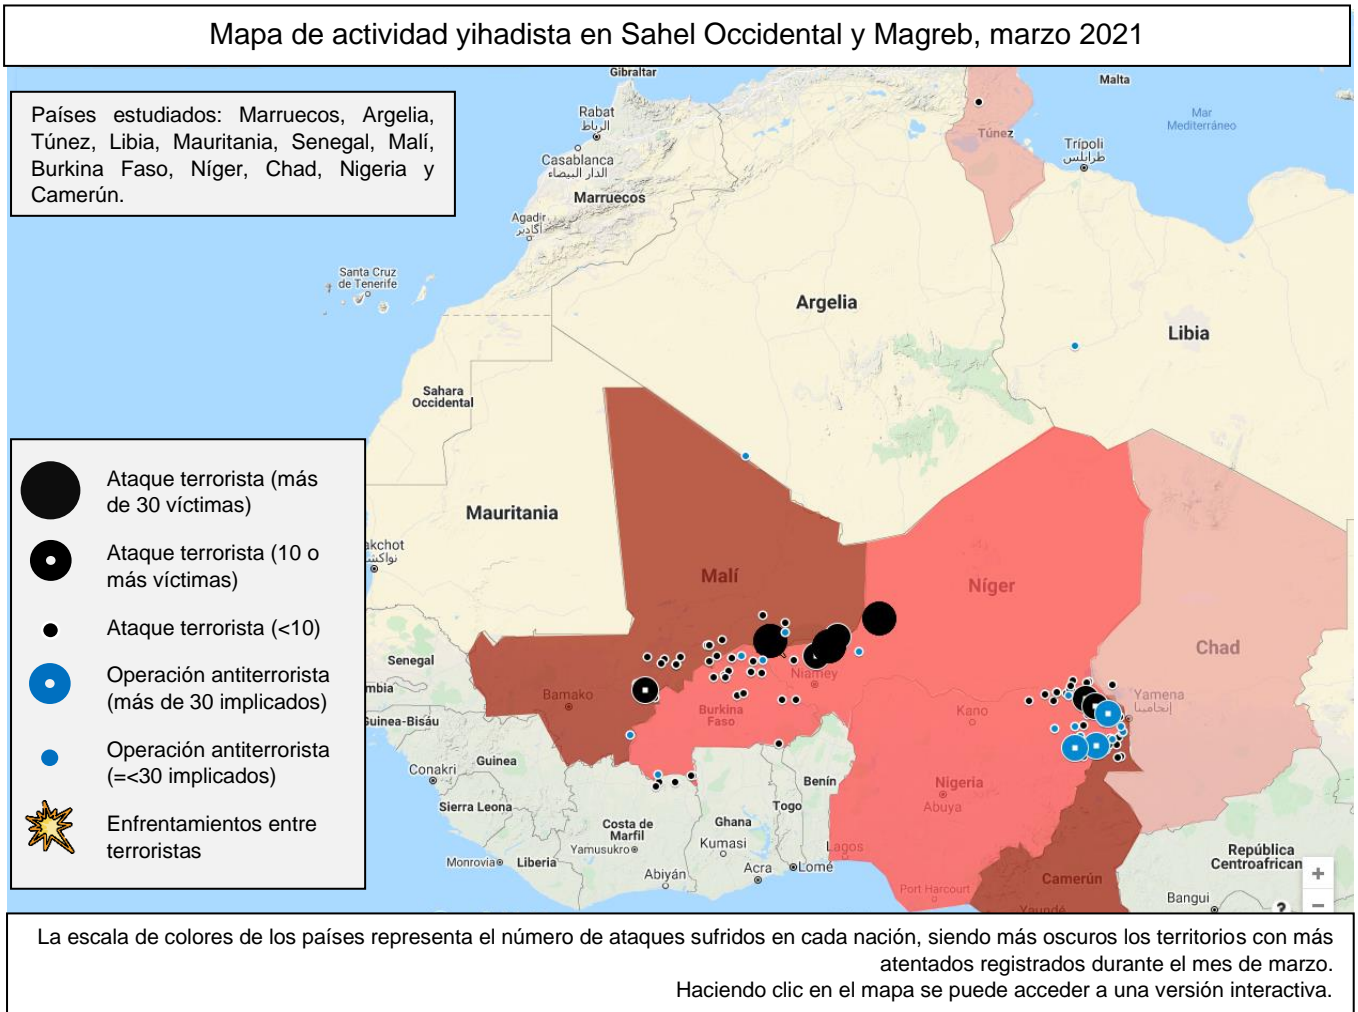 Mapa de actividad yihadista en Sahel Occidental y Magreb, marzo 2021
Países estudiados: Marruecos, Argelia,
Túnez, Libia, Mauritania, Senegal, Malí,
Burkina Faso, Níger, Chad, Nigeria y
Camerún.
Gibraltar
Malta
Rabat
الرباط
Mar
Mediterráneo
Túnez
Trípoli
طرابلس
Casablanca
الدار البيضاء
Marruecos
Agadir
أكادير
Santa Cruz
de Tenerife
Argelia
Libia
Sahara
Occidental
Mauritania
akchot
نواكش
Malí
Níger
Chad
Senegal
mbia
Bamako
Niamey
Yamena
إنجامينا
Guinea-Bisáu
Burkina
Faso
Kano
Guinea
Conakri
Benín
Nigeria
Abuya
Sierra Leona
Togo
Costa de
Marfil
Ghana
Yamusukro
Kumasi
Lagos
Monrovia
Liberia
Abiyán
Acra
Lomé
Port Harcourt
Camerún
Yaundé
República
Centroafrican
Bangui
+
−
?
Ataque terrorista (más
de 30 víctimas)
Ataque terrorista (10 o
más víctimas)
Ataque terrorista (<10)
Operación antiterrorista
(más de 30 implicados)
Operación antiterrorista
(=<30 implicados)
Enfrentamientos entre
terroristas
La escala de colores de los países representa el número de ataques sufridos en cada nación, siendo más oscuros los territorios con más
atentados registrados durante el mes de marzo.
Haciendo clic en el mapa se puede acceder a una versión interactiva.